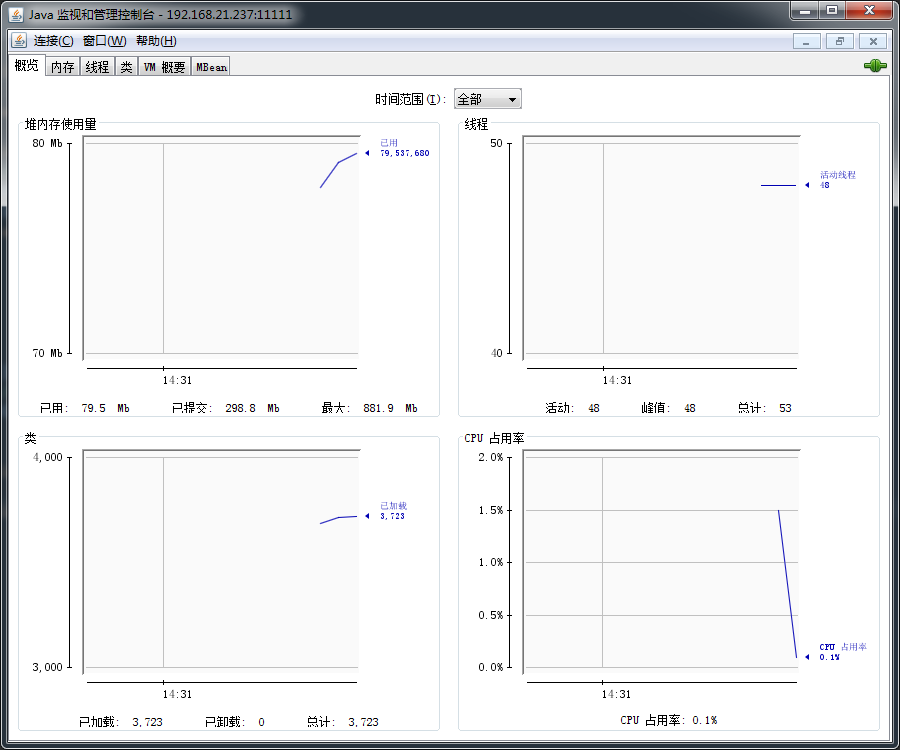 Java 监视和管理控制台 - 192.168.21.237:11111
连接(C) 窗口(W) 帮助(H)
概览 内存 线程 类 VM 概要 MBean
时间范围(I): 全部
堆内存使用量
80 Mb
已用
79,537,680
70 Mb
14:31
已用: 79.5 Mb 已提交: 298.8 Mb 最大: 881.9 Mb
线程
50
活动线程
48
40
14:31
活动: 48 峰值: 48 总计: 53
类
4,000
已加载
3,723
3,000
14:31
已加载: 3,723 已卸载: 0 总计: 3,723
CPU 占用率
2.0%
1.5%
1.0%
0.5%
CPU 占用率
0.1%
0.0%
14:31
CPU 占用率: 0.1%